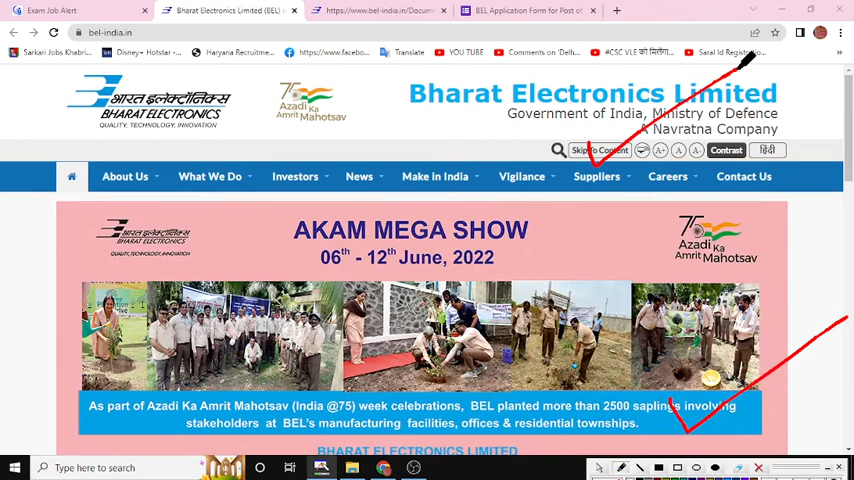 Exam Job Alert
Bharat Electronics Limited (BEL) i
https://www.bel-india.in/Docum
BEL Application Form for Post of
bel-india.in
Sarkari Jobs Khabri...
Disney+ Hotstar -...
Haryana Recruitme...
https://www.facebo...
Translate
YOU TUBE
Comments on 'Delh...
#CSC VLE को मिलेगा...
Saral Id Registratio...
भारत इलेक्ट्रॉनिक्स
BHARAT ELECTRONICS
QUALITY, TECHNOLOGY, INNOVATION
75
Azadi Ka
Amrit Mahotsav
Bharat Electronics Limited
Government of India, Ministry of Defence
A Navratna Company
Skip To Content
A+
A
A-
Contrast
हिंदी
About Us
What We Do
Investors
News
Make in India
Vigilance
Suppliers
Careers
Contact Us
भारत इलेक्ट्रॉनिक्स
BHARAT ELECTRONICS
QUALITY, TECHNOLOGY, INNOVATION
AKAM MEGA SHOW
06th - 12th June, 2022
75
Azadi Ka
Amrit Mahotsav
As part of Azadi Ka Amrit Mahotsav (India @75) week celebrations, BEL planted more than 2500 saplings involving
stakeholders at BEL's manufacturing facilities, offices & residential townships.
BHARAT ELECTRONICS LIMITED
Type here to search